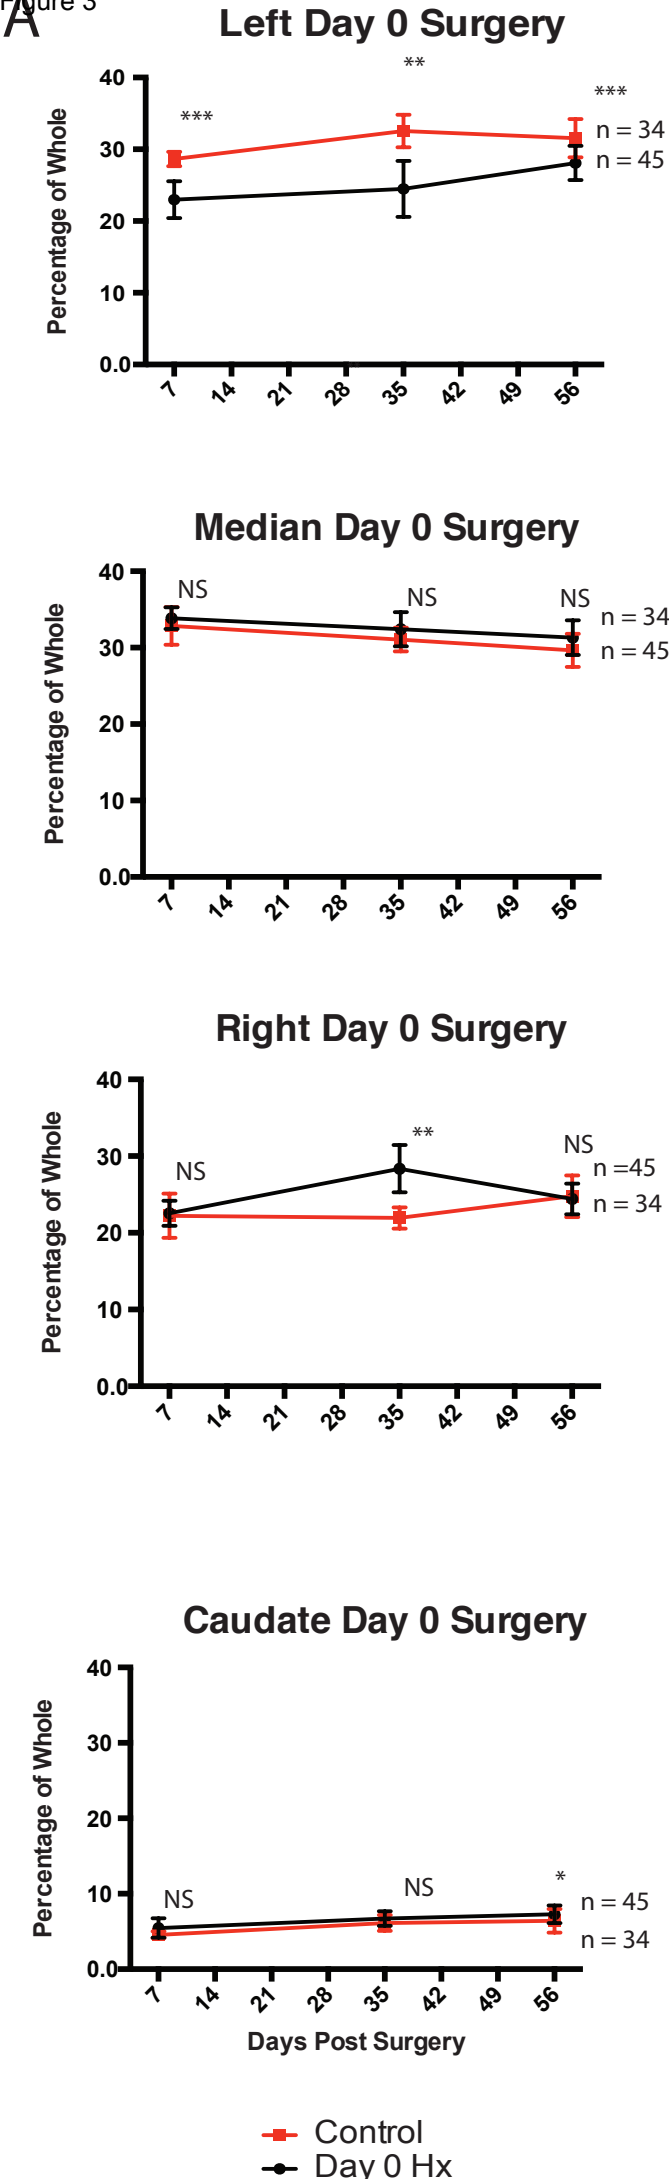 Figure 3
A
Left Day 0 Surgery
**
***
***
40
30
20
10
0.0
Percentage of Whole
n = 34
n = 45
7 14 21 28 35 42 49 56
Median Day 0 Surgery
NS
NS
NS
40
30
20
10
0.0
Percentage of Whole
n = 34
n = 45
7 14 21 28 35 42 49 56
Right Day 0 Surgery
**
NS
NS
40
30
20
10
0.0
Percentage of Whole
n =45
n = 34
7 14 21 28 35 42 49 56
Caudate Day 0 Surgery
*
NS
NS
40
30
20
10
0.0
Percentage of Whole
n = 45
n = 34
7 14 21 28 35 42 49 56
Days Post Surgery
Control
Day 0 Hx